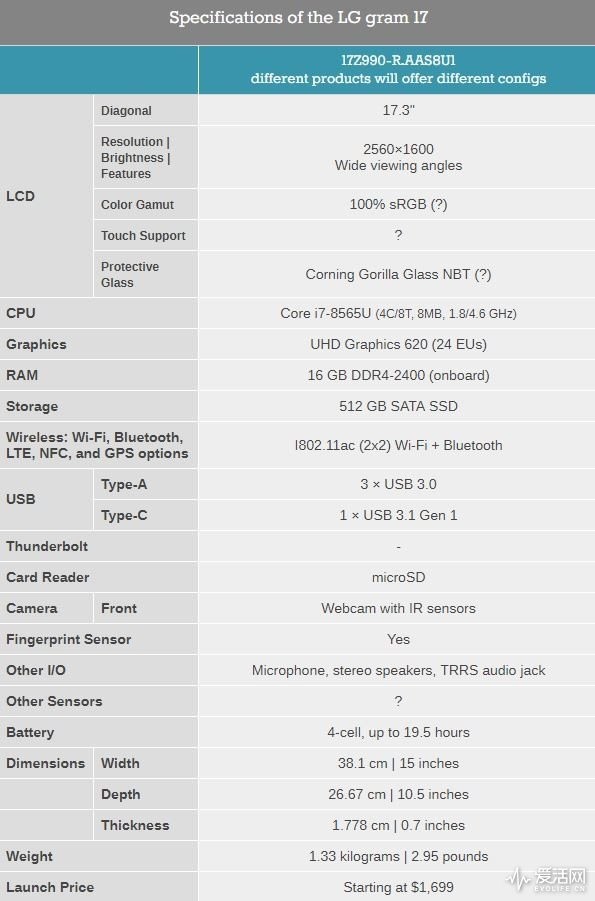 Specifications of the LG gram 17
17Z990-R.AAS8U1
different products will offer different configs
LCD
Diagonal
17.3"
Resolution |
Brightness |
Features
2560×1600
Wide viewing angles
Color Gamut
100% sRGB (?)
Touch Support
?
Protective
Glass
Corning Gorilla Glass NBT (?)
CPU
Core i7-8565U (4C/8T, 8MB, 1.8/4.6 GHz)
Graphics
UHD Graphics 620 (24 EUs)
RAM
16 GB DDR4-2400 (onboard)
Storage
512 GB SATA SSD
Wireless: Wi-Fi, Bluetooth,
LTE, NFC, and GPS options
I802.11ac (2x2) Wi-Fi + Bluetooth
USB
Type-A
3 × USB 3.0
Type-C
1 × USB 3.1 Gen 1
Thunderbolt
-
Card Reader
microSD
Camera
Front
Webcam with IR sensors
Fingerprint Sensor
Yes
Other I/O
Microphone, stereo speakers, TRRS audio jack
Other Sensors
?
Battery
4-cell, up to 19.5 hours
Dimensions
Width
38.1 cm | 15 inches
Depth
26.67 cm | 10.5 inches
Thickness
1.778 cm | 0.7 inches
Weight
1.33 kilograms | 2.95 pounds
Launch Price
Starting at $1,699
爱活网
EVOLIFE.CN